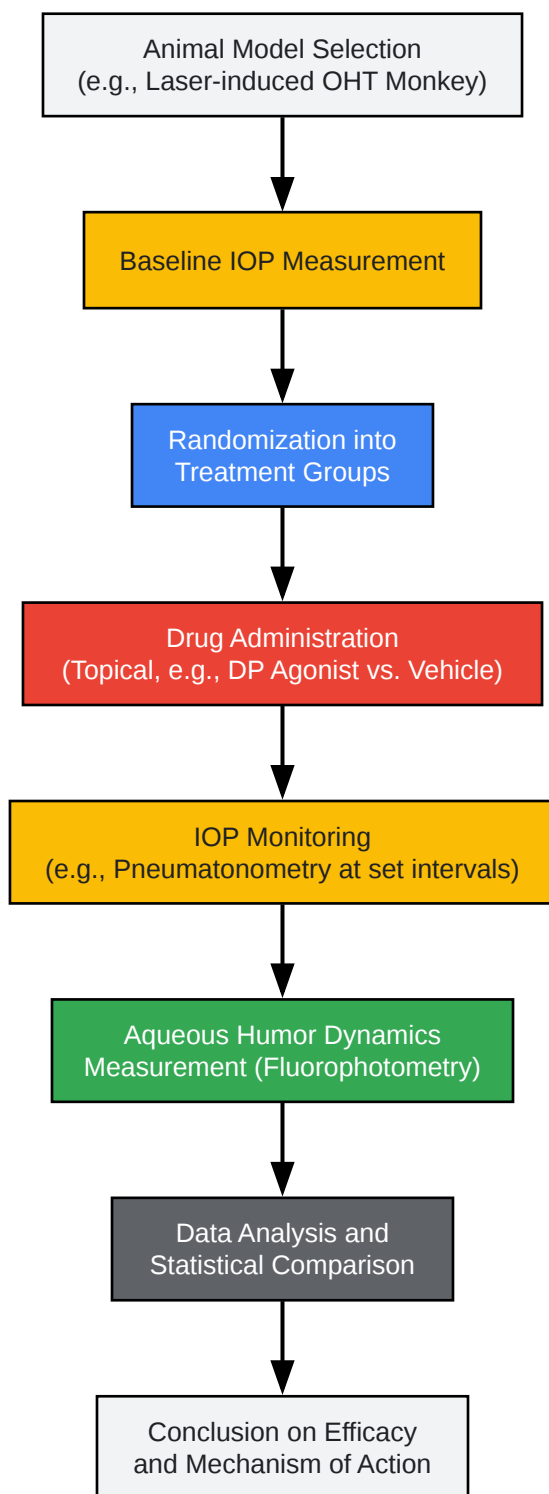 Animal Model Selection
(e.g., Laser-induced OHT Monkey)
Baseline IOP Measurement
Randomization into
Treatment Groups
Drug Administration
(Topical, e.g., DP Agonist vs. Vehicle)
IOP Monitoring
(e.g., Pneumatonometry at set intervals)
Aqueous Humor Dynamics
Measurement (Fluorophotometry)
Data Analysis and
Statistical Comparison
Conclusion on Efficacy
and Mechanism of Action